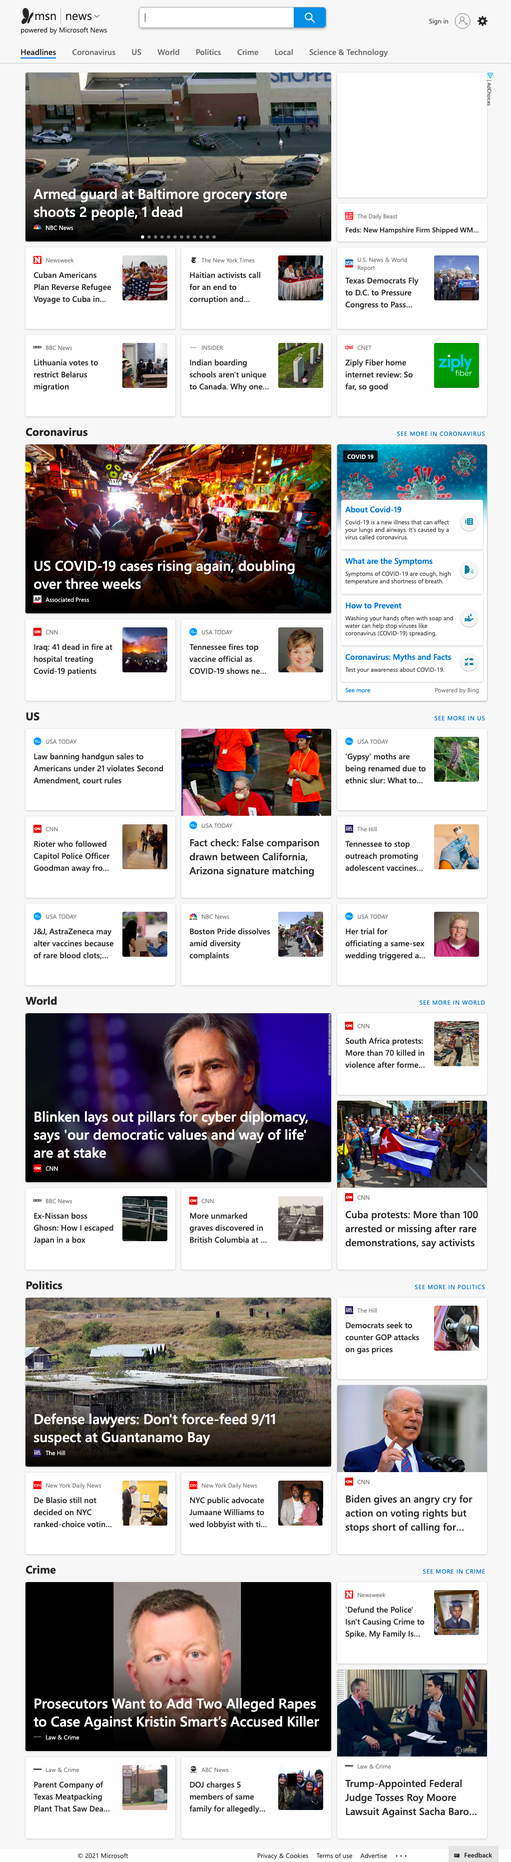 msn news
powered by Microsoft News
Sign in
Headlines Coronavirus US World Politics Crime Local Science & Technology
SHOPPE
AdChoices
Armed guard at Baltimore grocery store
shoots 2 people, 1 dead
NBC News
The Daily Beast
Feds: New Hampshire Firm Shipped WM...
Newsweek
Cuban Americans
Plan Reverse Refugee
Voyage to Cuba in...
The New York Times
Haitian activists call
for an end to
corruption and...
U.S. News & World
Report
Texas Democrats Fly
to D.C. to Pressure
Congress to Pass...
BBC News
Lithuania votes to
restrict Belarus
migration
INSIDER
Indian boarding
schools aren't unique
to Canada. Why one...
CNET
Ziply Fiber home
internet review: So
far, so good
ziply
fiber
Coronavirus
SEE MORE IN CORONAVIRUS
US COVID-19 cases rising again, doubling
over three weeks
AP Associated Press
COVID 19
About Covid-19
Covid-19 is a new illness that can affect
your lungs and airways. It's caused by a
virus called coronavirus.
What are the Symptoms
Symptoms of COVID-19 are cough, high
temperature and shortness of breath.
How to Prevent
Washing your hands often with soap and
water can help stop viruses like
coronavirus (COVID-19) spreading.
Coronavirus: Myths and Facts
Test your awareness about COVID-19.
See more
Powered by Bing
CNN
Iraq: 41 dead in fire at
hospital treating
Covid-19 patients
USA TODAY
Tennessee fires top
vaccine official as
COVID-19 shows ne...
US
SEE MORE IN US
USA TODAY
Law banning handgun sales to
Americans under 21 violates Second
Amendment, court rules
USA TODAY
Fact check: False comparison
drawn between California,
Arizona signature matching
USA TODAY
'Gypsy' moths are
being renamed due to
ethnic slur: What to...
CNN
Rioter who followed
Capitol Police Officer
Goodman away fro...
The Hill
Tennessee to stop
outreach promoting
adolescent vaccines...
USA TODAY
J&J, AstraZeneca may
alter vaccines because
of rare blood clots;...
NBC News
Boston Pride dissolves
amid diversity
complaints
USA TODAY
Her trial for
officiating a same-sex
wedding triggered a...
World
SEE MORE IN WORLD
Blinken lays out pillars for cyber diplomacy,
says 'our democratic values and way of life'
are at stake
CNN
CNN
South Africa protests:
More than 70 killed in
violence after forme...
CNN
Cuba protests: More than 100
arrested or missing after rare
demonstrations, say activists
BBC News
Ex-Nissan boss
Ghosn: How I escaped
Japan in a box
CNN
More unmarked
graves discovered in
British Columbia at ...
Politics
SEE MORE IN POLITICS
Defense lawyers: Don't force-feed 9/11
suspect at Guantanamo Bay
The Hill
The Hill
Democrats seek to
counter GOP attacks
on gas prices
CNN
Biden gives an angry cry for
action on voting rights but
stops short of calling for...
New York Daily News
De Blasio still not
decided on NYC
ranked-choice votin...
New York Daily News
NYC public advocate
Jumaane Williams to
wed lobbyist with ti...
Crime
SEE MORE IN CRIME
Prosecutors Want to Add Two Alleged Rapes
to Case Against Kristin Smart's Accused Killer
Law & Crime
Newsweek
'Defund the Police'
Isn't Causing Crime to
Spike. My Family Is...
Law & Crime
Trump-Appointed Federal
Judge Tosses Roy Moore
Lawsuit Against Sacha Baro...
Law & Crime
Parent Company of
Texas Meatpacking
Plant That Saw Dea...
ABC News
DOJ charges 5
members of same
family for allegedly...
© 2021 Microsoft
Privacy & Cookies Terms of use Advertise ...
Feedback